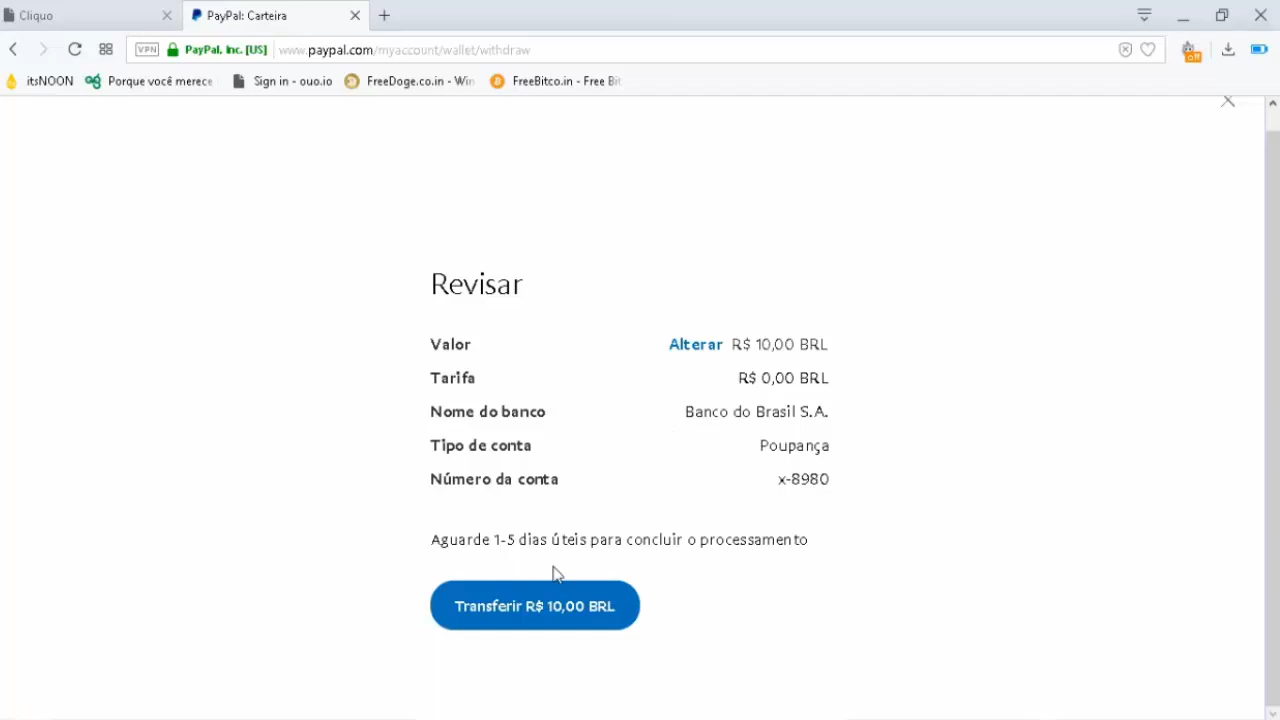 Cliquo
PayPal: Carteira
VPN PayPal, Inc. [US] www.paypal.com/myaccount/wallet/withdraw
off
itsNOON Porque você merece Sign in - ouo.io FreeDoge.co.in - Win FreeBitco.in - Free Bit
Revisar
Valor Alterar R$ 10,00 BRL
Tarifa R$ 0,00 BRL
Nome do banco Banco do Brasil S.A.
Tipo de conta Poupança
Número da conta x-8980
Aguarde 1-5 dias úteis para concluir o processamento
Transferir R$ 10,00 BRL